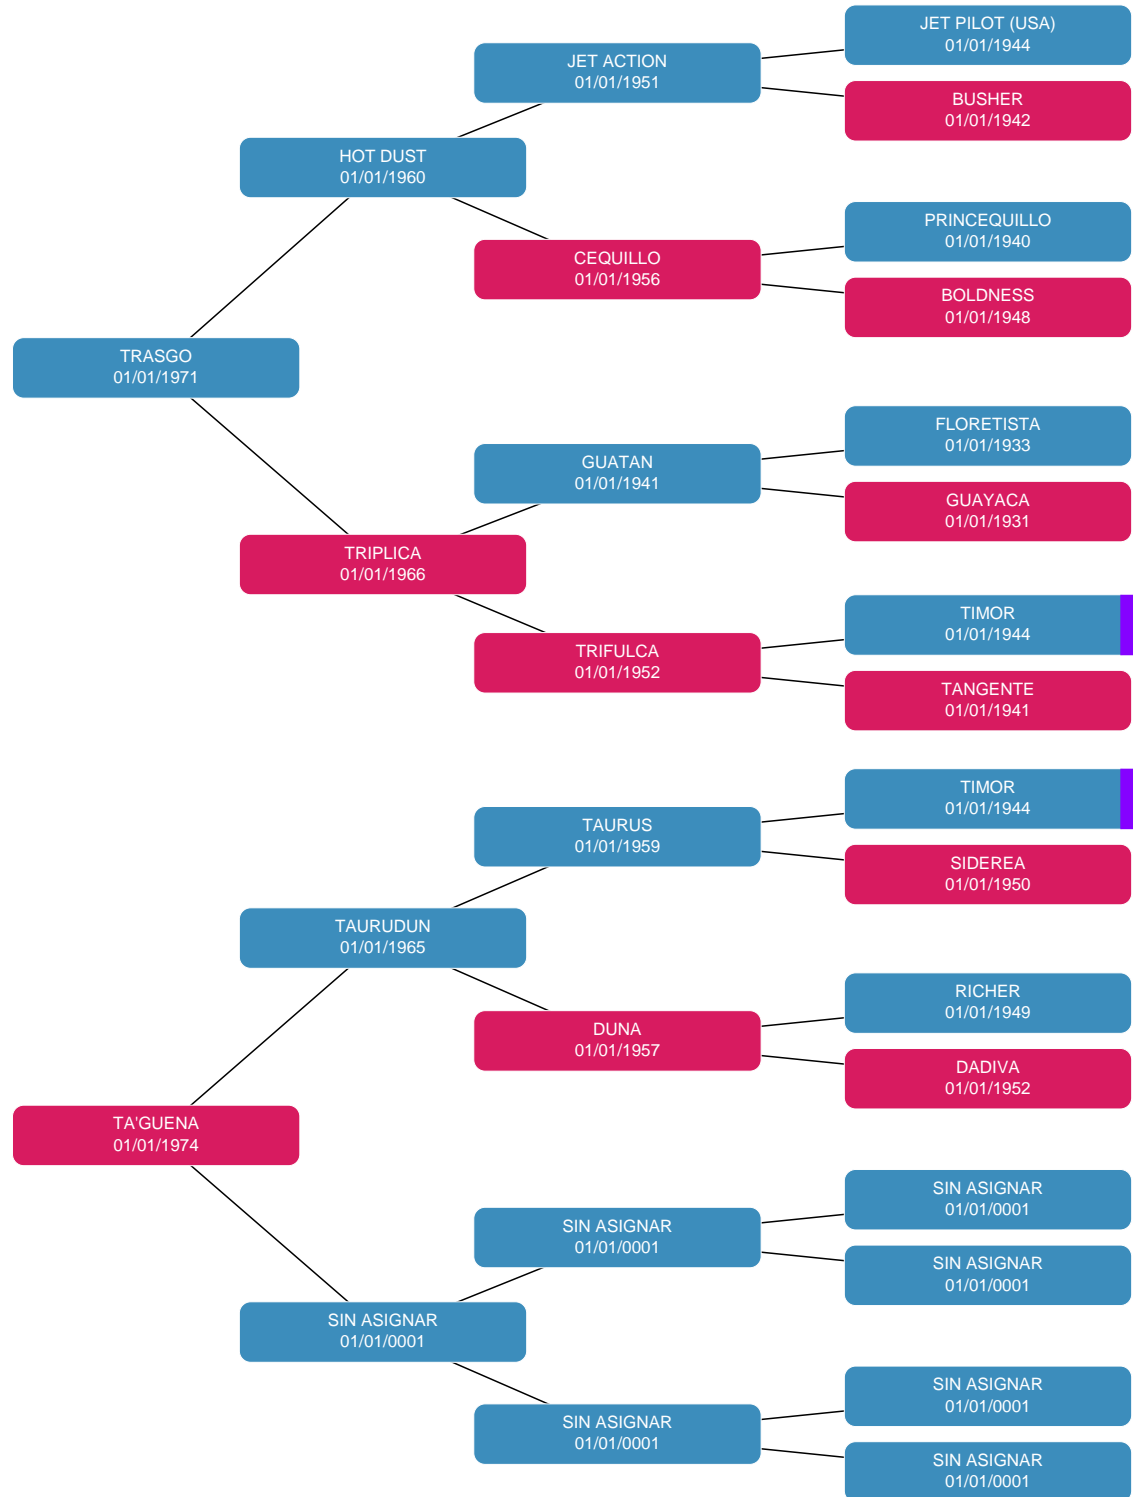 JET PILOT (USA)
01/01/1944
JET ACTION
01/01/1951
BUSHER
01/01/1942
HOT DUST
01/01/1960
PRINCEQUILLO
01/01/1940
CEQUILLO
01/01/1956
BOLDNESS
01/01/1948
TRASGO
01/01/1971
FLORETISTA
01/01/1933
GUATAN
01/01/1941
GUAYACA
01/01/1931
TRIPLICA
01/01/1966
TIMOR
01/01/1944
TRIFULCA
01/01/1952
TANGENTE
01/01/1941
TIMOR
01/01/1944
TAURUS
01/01/1959
SIDEREA
01/01/1950
TAURUDUN
01/01/1965
RICHER
01/01/1949
DUNA
01/01/1957
DADIVA
01/01/1952
TA'GUENA
01/01/1974
SIN ASIGNAR
01/01/0001
SIN ASIGNAR
01/01/0001
SIN ASIGNAR
01/01/0001
SIN ASIGNAR
01/01/0001
SIN ASIGNAR
01/01/0001
SIN ASIGNAR
01/01/0001
SIN ASIGNAR
01/01/0001